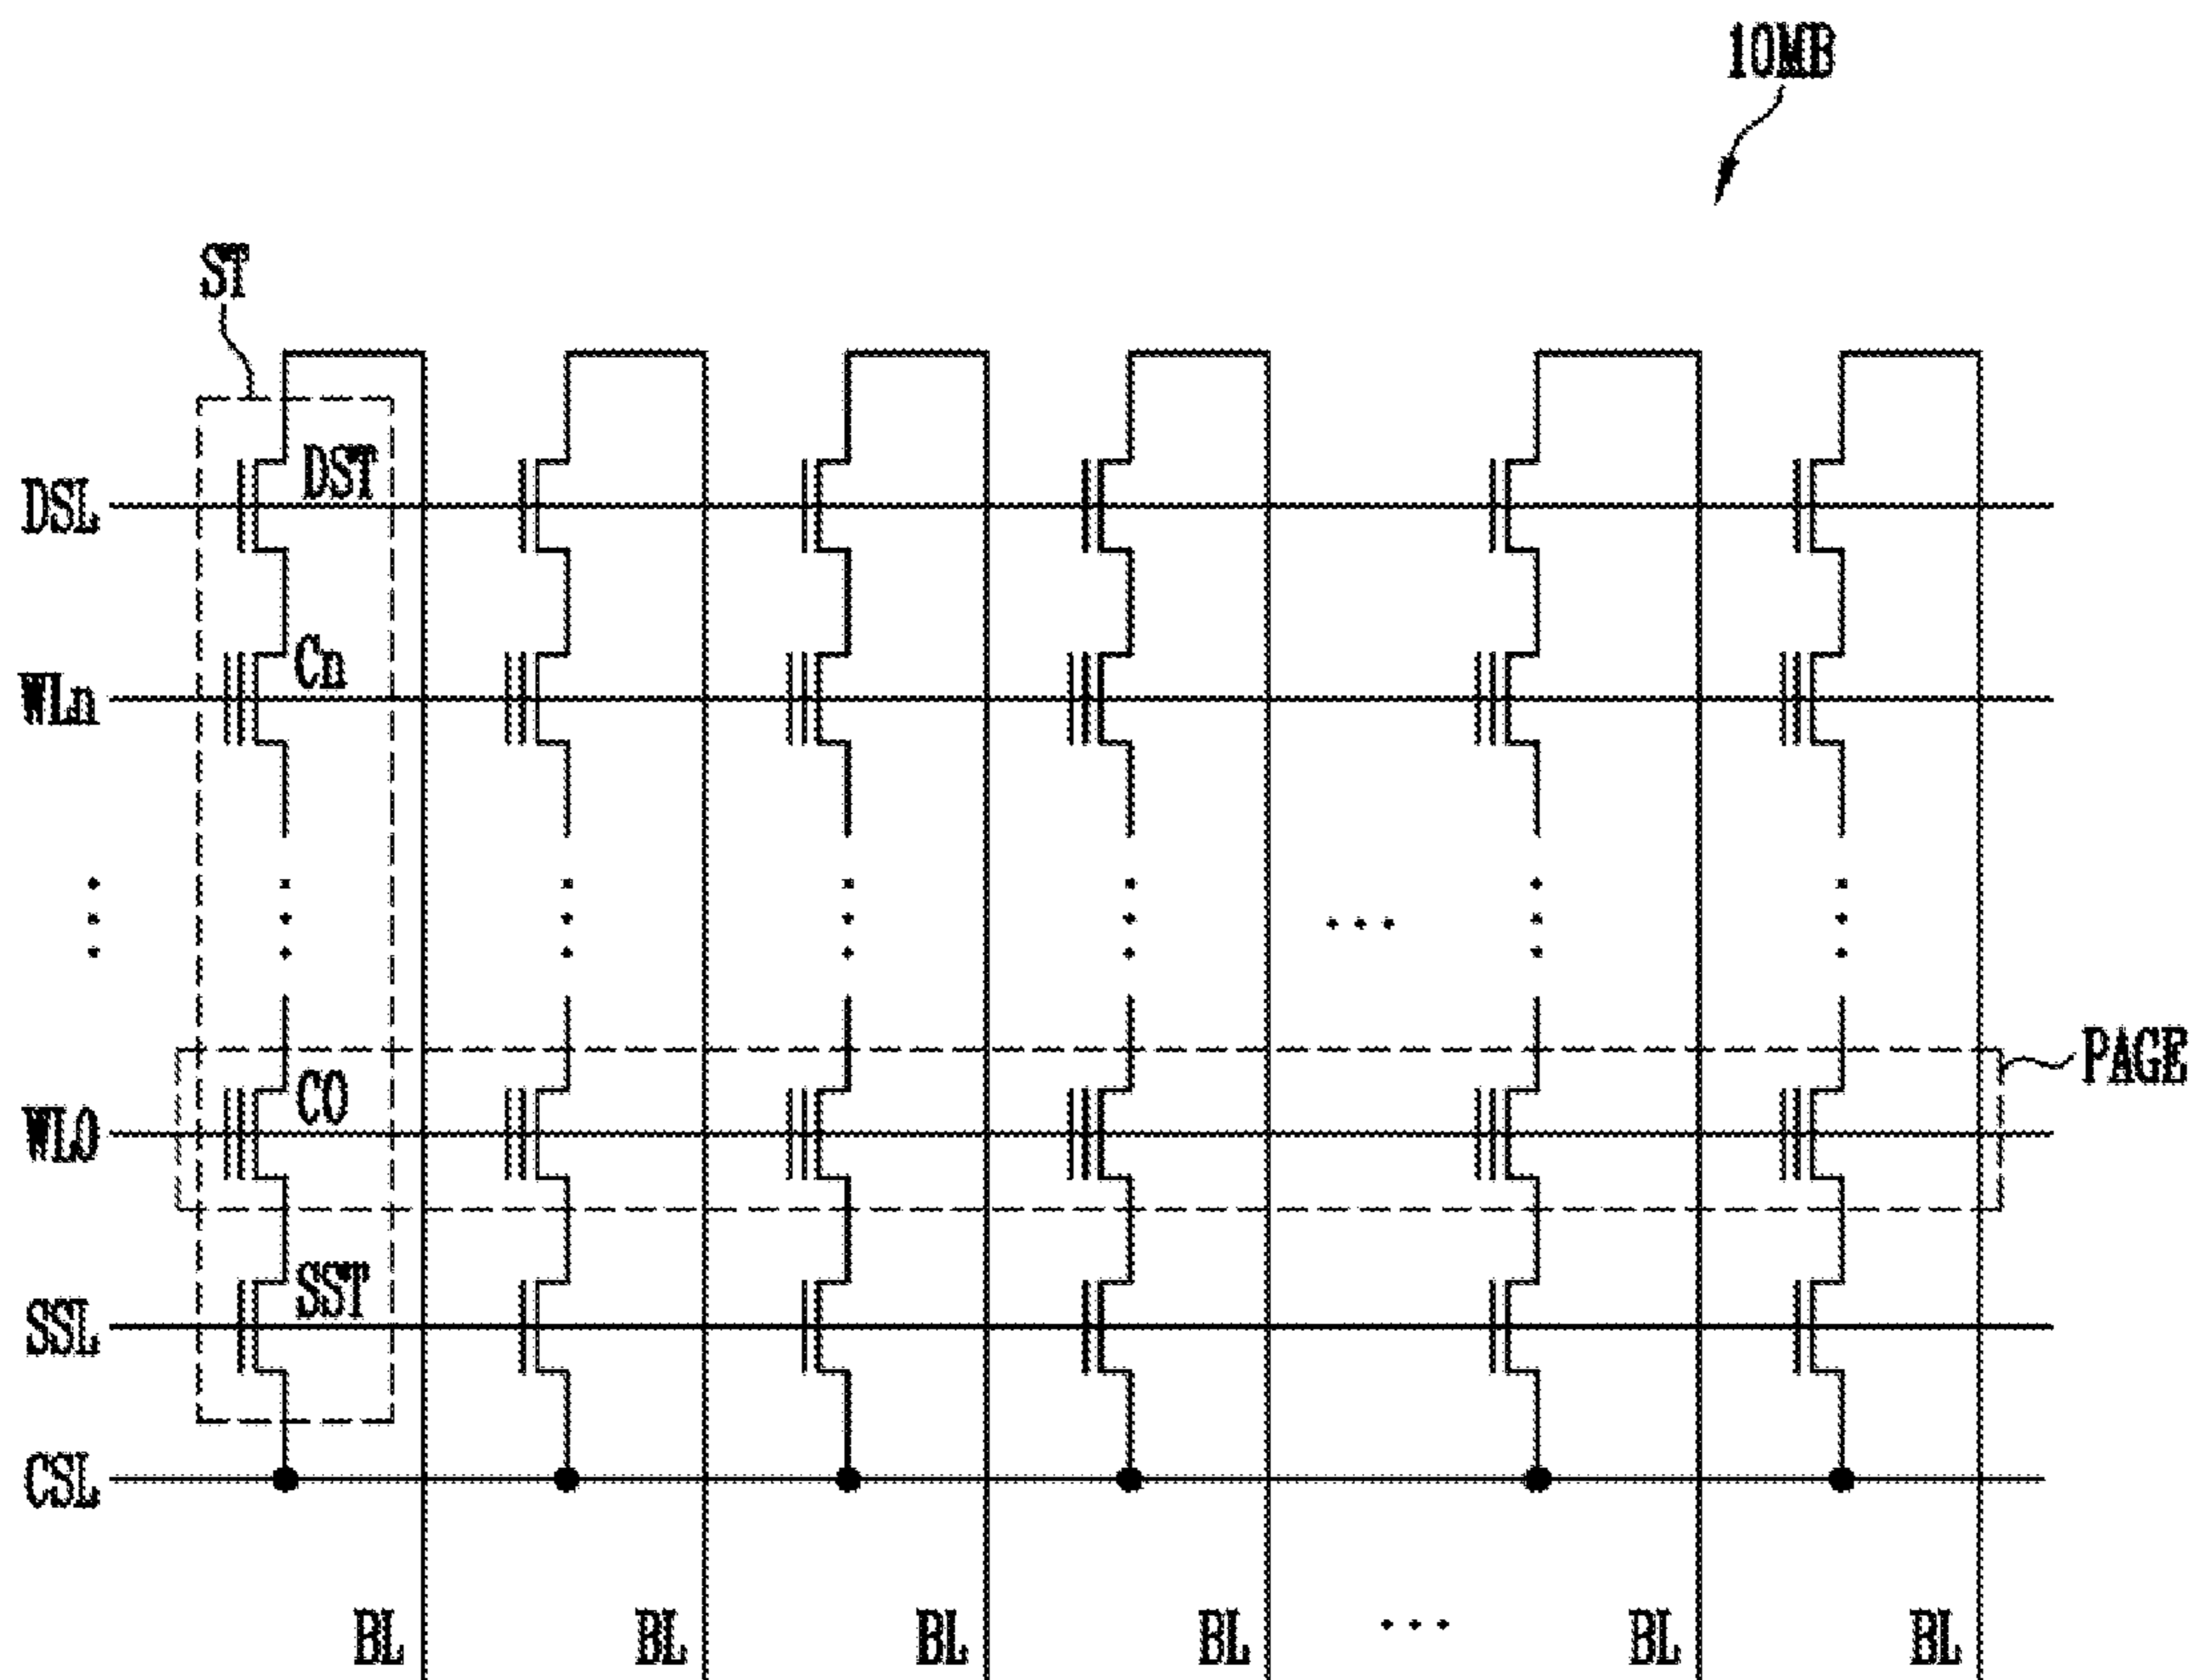 10MB
ST
DST
DSL
Cn
WLn
C0
WL0
PAGE
SST
SSL
CSL
BL BL BL BL ... BL BL